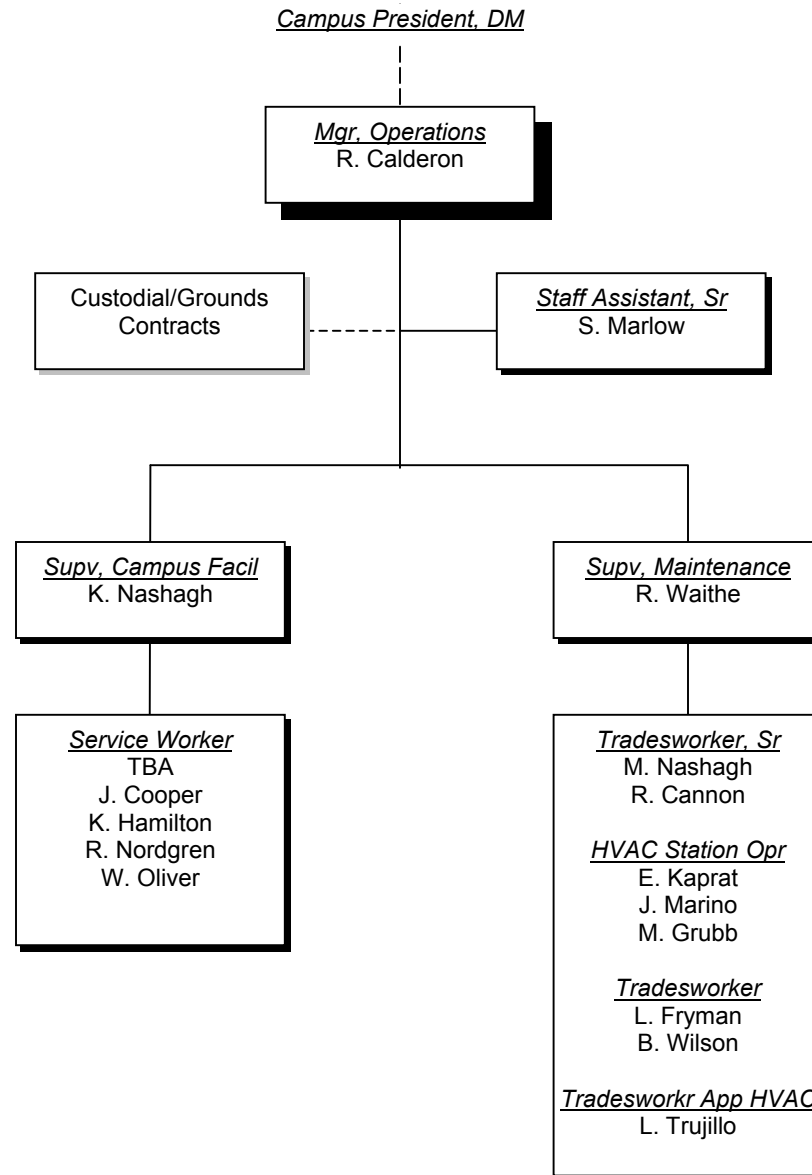 Campus President, DM
Mgr, Operations
R. Calderon
Custodial/Grounds
Contracts
Staff Assistant, Sr
S. Marlow
Supv, Campus Facil
K. Nashagh
Supv, Maintenance
R. Waithe
Service Worker
TBA
J. Cooper
K. Hamilton
R. Nordgren
W. Oliver
Tradesworker, Sr
M. Nashagh
R. Cannon
HVAC Station Opr
E. Kaprat
J. Marino
M. Grubb
Tradesworker
L. Fryman
B. Wilson
Tradesworkr App HVAC
L. Trujillo